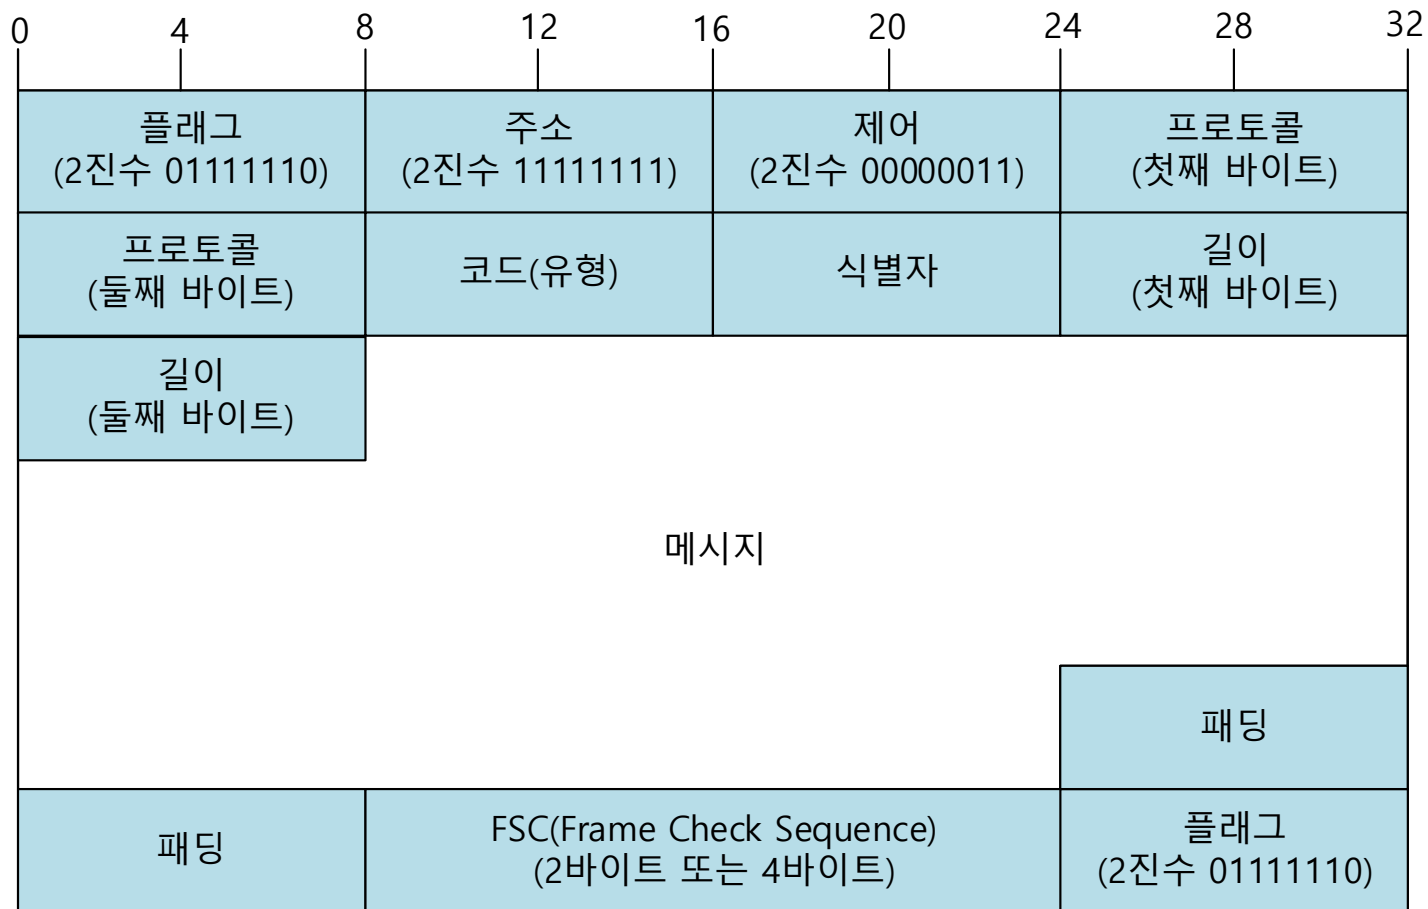 0 4 8 12 16 20 24 28 32
플래그 주소 제어 프로토콜
(2진수 01111110) (2진수 11111111) (2진수 00000011) (첫째 바이트)
프로토콜 코드(유형) 식별자 길이
(둘째 바이트) (첫째 바이트)
길이
(둘째 바이트)
메시지
패딩
패딩 FSC(Frame Check Sequence) 플래그
(2바이트 또는 4바이트) (2진수 01111110)